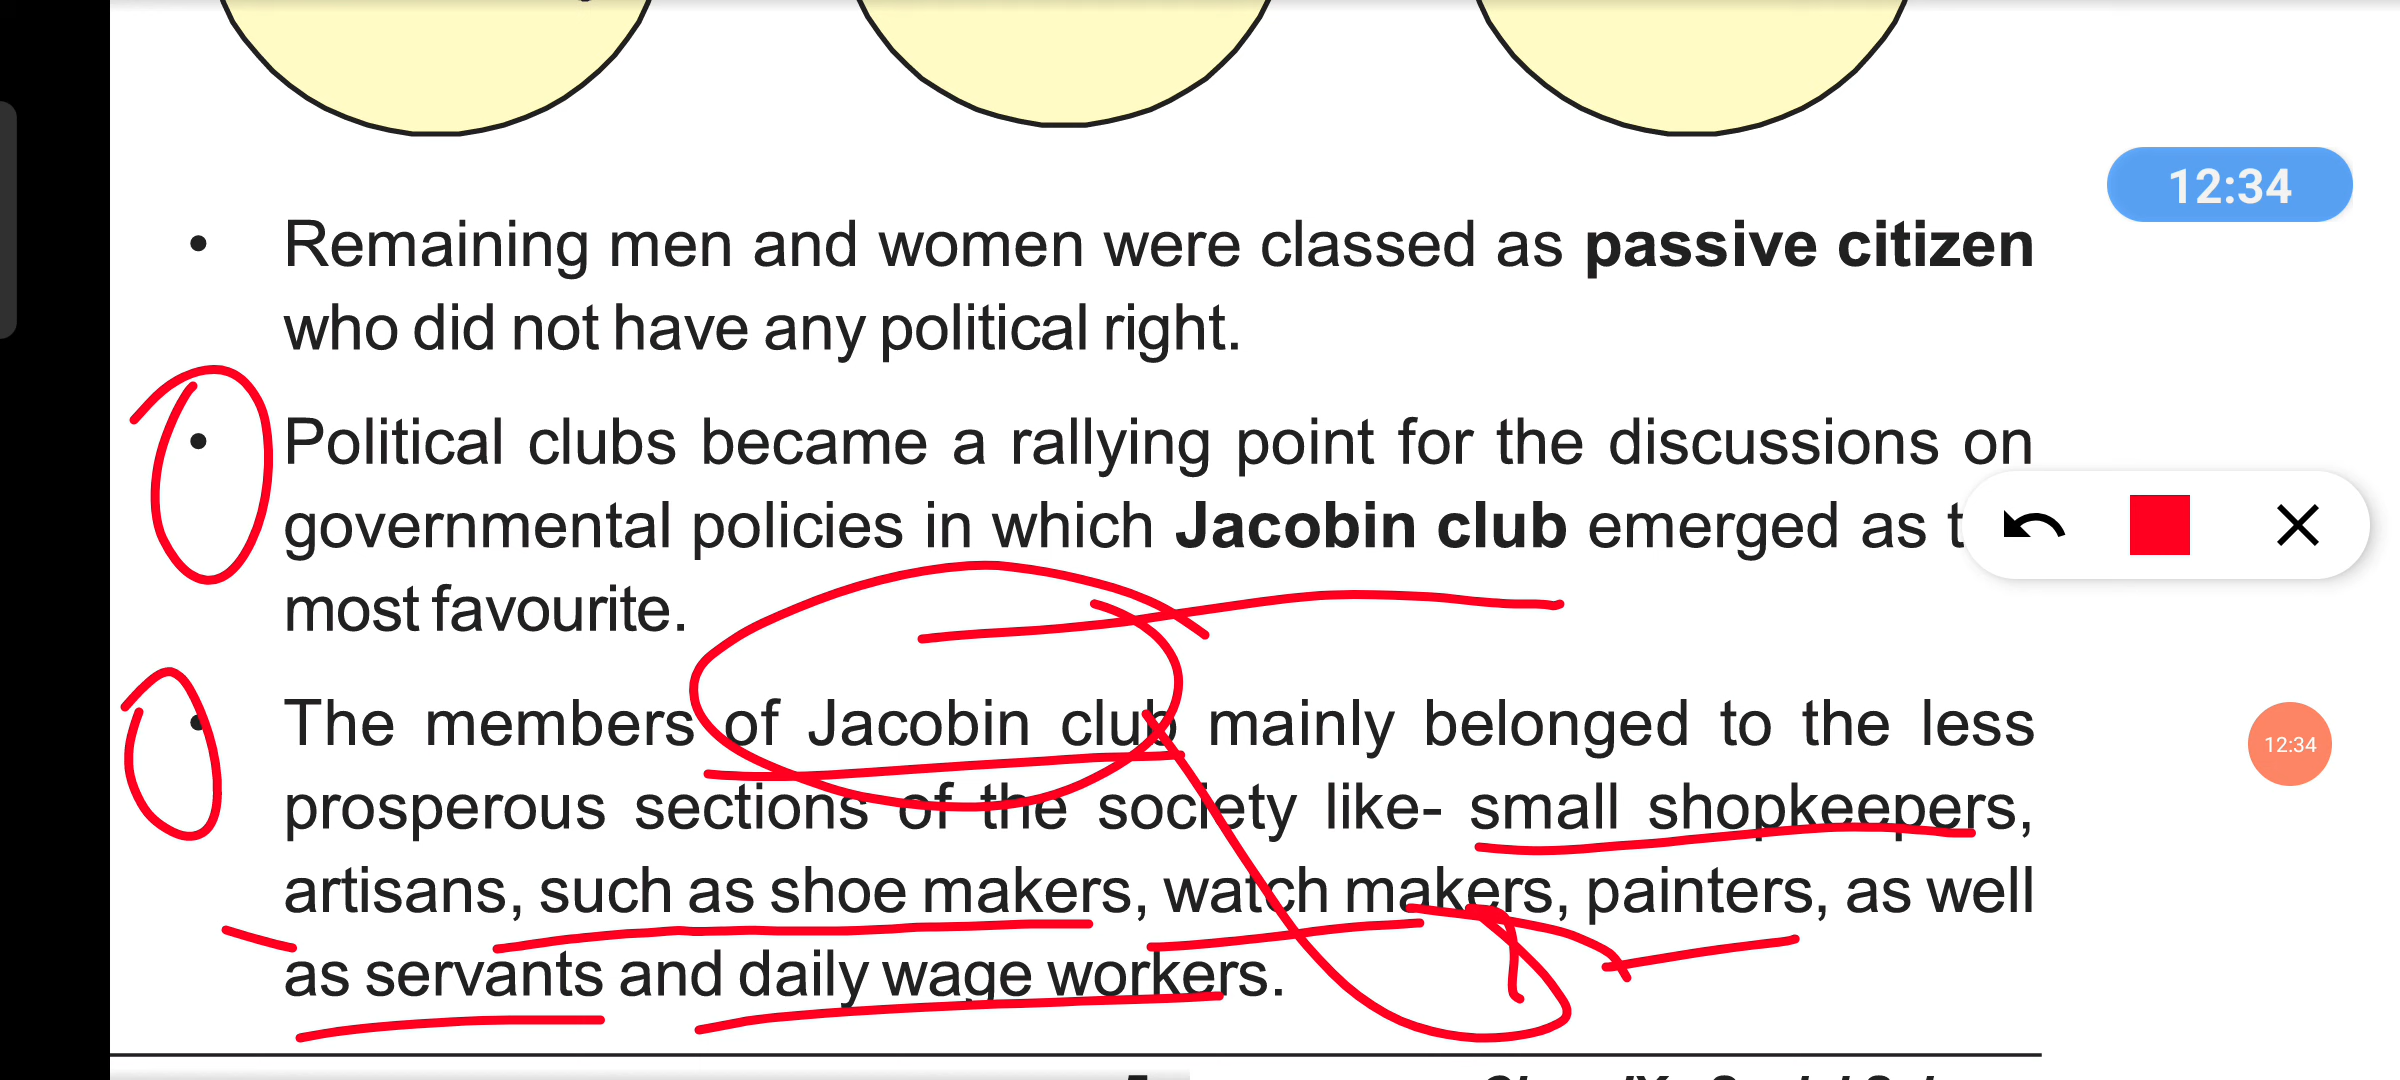 12:34
• Remaining men and women were classed as passive citizen
who did not have any political right.
• Political clubs became a rallying point for the discussions on
governmental policies in which Jacobin club emerged as
most favourite.
• The members of Jacobin club mainly belonged to the less
12:34
prosperous sections of the society like- small shopkeepers,
artisans, such as shoe makers, watch makers, painters, as well
as servants and daily wage workers.